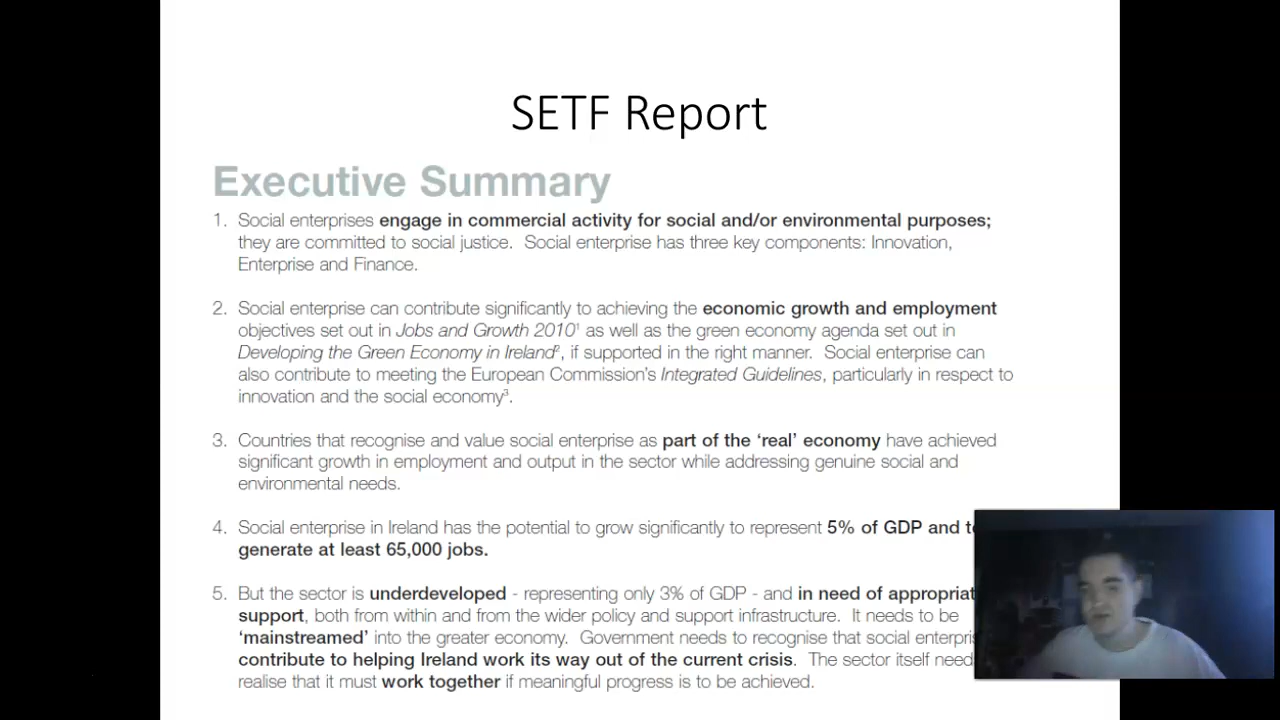 SETF Report
Executive Summary
1. Social enterprises engage in commercial activity for social and/or environmental purposes;
they are committed to social justice. Social enterprise has three key components: Innovation,
Enterprise and Finance.
2. Social enterprise can contribute significantly to achieving the economic growth and employment
objectives set out in Jobs and Growth 2010¹ as well as the green economy agenda set out in
Developing the Green Economy in Ireland², if supported in the right manner. Social enterprise can
also contribute to meeting the European Commission's Integrated Guidelines, particularly in respect to
innovation and the social economy³.
3. Countries that recognise and value social enterprise as part of the 'real' economy have achieved
significant growth in employment and output in the sector while addressing genuine social and
environmental needs.
4. Social enterprise in Ireland has the potential to grow significantly to represent 5% of GDP and
generate at least 65,000 jobs.
5. But the sector is underdeveloped - representing only 3% of GDP - and in need of appropriat
support, both from within and from the wider policy and support infrastructure. It needs to be
'mainstreamed' into the greater economy. Government needs to recognise that social enterpris
contribute to helping Ireland work its way out of the current crisis. The sector itself need
realise that it must work together if meaningful progress is to be achieved.